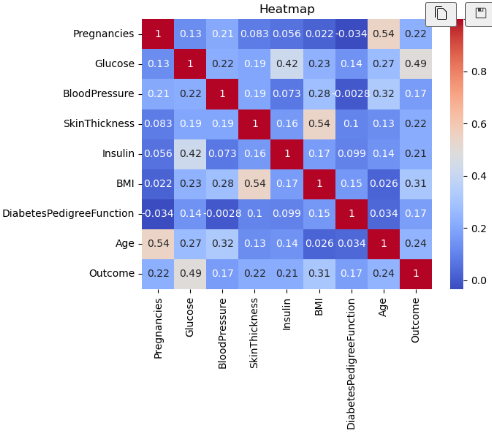 Heatmap
Pregnancies 1 0.13 0.21 0.083 0.056 0.022 -0.034 0.54 0.22
Glucose 0.13 1 0.22 0.19 0.42 0.23 0.14 0.27 0.49
BloodPressure 0.21 0.22 1 0.19 0.073 0.28 -0.0028 0.32 0.17
SkinThickness 0.083 0.19 0.19 1 0.16 0.54 0.1 0.13 0.22
Insulin 0.056 0.42 0.073 0.16 1 0.17 0.099 0.14 0.21
BMI 0.022 0.23 0.28 0.54 0.17 1 0.15 0.026 0.31
DiabetesPedigreeFunction -0.034 0.14 -0.0028 0.1 0.099 0.15 1 0.034 0.17
Age 0.54 0.27 0.32 0.13 0.14 0.026 0.034 1 0.24
Outcome 0.22 0.49 0.17 0.22 0.21 0.31 0.17 0.24 1
Pregnancies
Glucose
BloodPressure
SkinThickness
Insulin
BMI
DiabetesPedigreeFunction
Age
Outcome
0.8
0.6
0.4
0.2
0.0